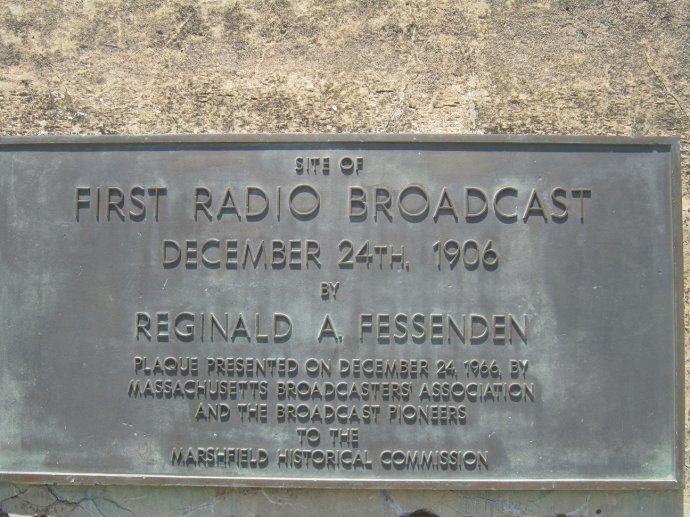 SITE OF
FIRST RADIO BROADCAST
DECEMBER 24TH, 1906
BY
REGINALD A. FESSENDEN
PLAQUE PRESENTED ON DECEMBER 24, 1966, BY
MASSACHUSETTS BROADCASTERS' ASSOCIATION
AND THE BROADCAST PIONEERS
TO THE
MARSHFIELD HISTORICAL COMMISSION